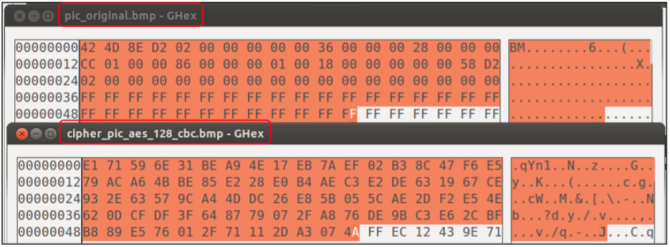 pic_original.bmp - GHex
00000000 42 4D 8E D2 02 00 00 00 00 00 36 00 00 00 28 00 00 00 BM........6...(...
00000012 CC 01 00 00 86 00 00 00 01 00 18 00 00 00 00 00 58 D2 ................X.
00000024 02 00 00 00 00 00 00 00 00 00 00 00 00 00 00 00 00 00 ..................
00000036 FF FF FF FF FF FF FF FF FF FF FF FF FF FF FF FF FF FF ..................
00000048 FF FF FF FF FF FF FF FF FF FF FF FF FF FF FF FF FF FF ..................
cipher_pic_aes_128_cbc.bmp - GHex
00000000 E1 71 59 6E 31 BE A9 4E 17 EB 7A EF 02 B3 8C 47 F6 E5 .qYn1..N..z....G..
00000012 79 AC A6 4B BE 85 E2 28 E0 B4 AE C3 E2 DE 63 19 67 CE y..K...(......c.g.
00000024 93 2E 63 57 9C A4 4D DC 26 E8 5B 05 5C AE 2D F2 E5 4E ..cW..M.&.[.\.-..N
00000036 62 0D CF DF 3F 64 87 79 07 2F A8 76 DE 9B C3 E6 2C BF b...?d.y./.v....,.
00000048 B8 89 E5 76 01 2F 71 11 2D A3 07 4A FF EC 12 43 9E 71 ...v./q.-..J...C.q